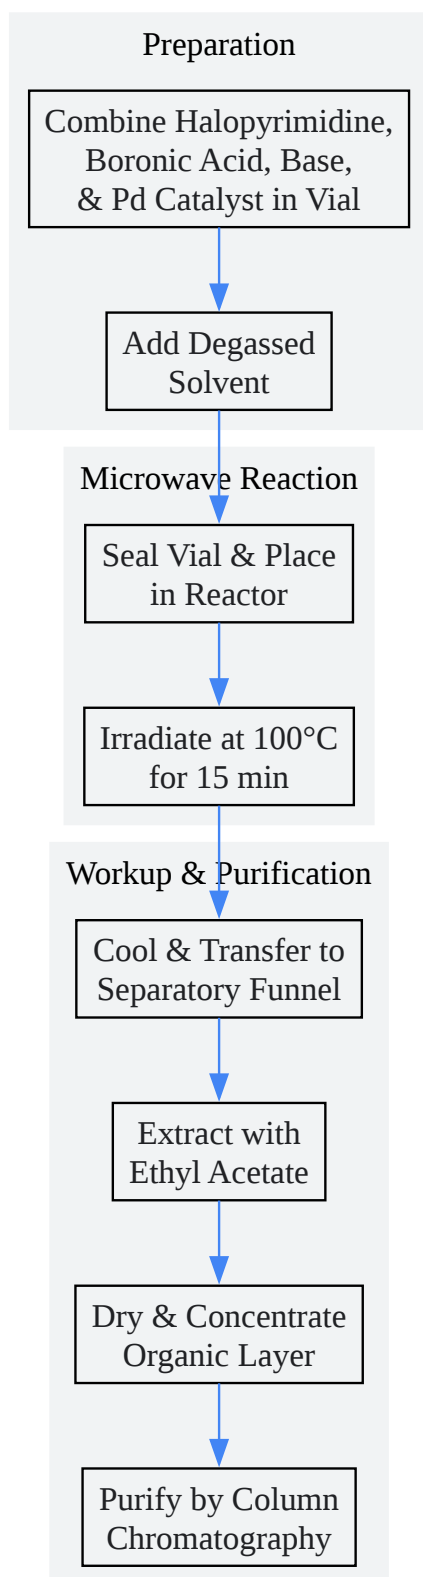 Preparation
Combine Halopyrimidine,
Boronic Acid, Base,
& Pd Catalyst in Vial
Add Degassed
Solvent
Microwave Reaction
Seal Vial & Place
in Reactor
Irradiate at 100°C
for 15 min
Workup & Purification
Cool & Transfer to
Separatory Funnel
Extract with
Ethyl Acetate
Dry & Concentrate
Organic Layer
Purify by Column
Chromatography